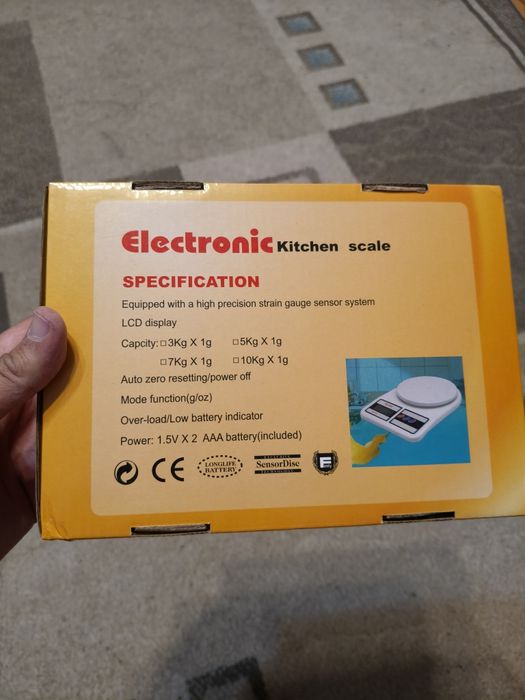 Electronic Kitchen scale
SPECIFICATION
Equipped with a high precision strain gauge sensor system
LCD display
Capcity: □3Kg X 1g □5Kg X 1g
□7Kg X 1g □10Kg X 1g
Auto zero resetting/power off
Mode function(g/oz)
Over-load/Low battery indicator
Power: 1.5V X 2 AAA battery(included)
CE
LONGLIFE
BATTERY
SensorDisc
TECHNOLOGY
E